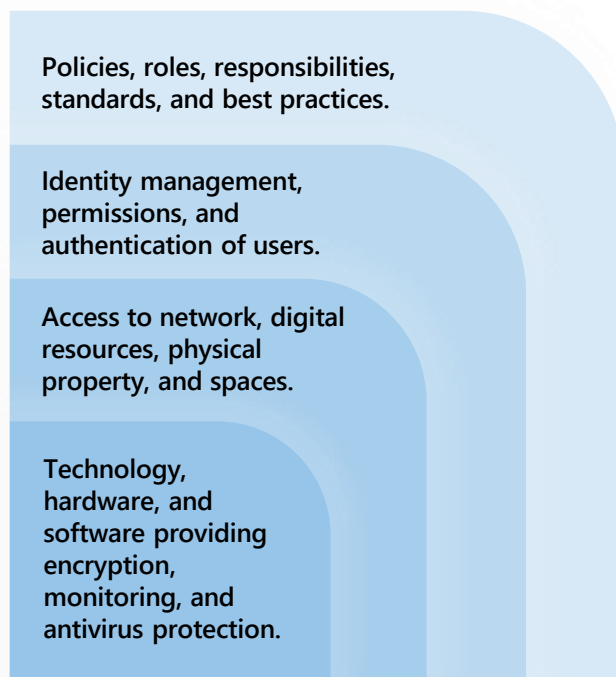 Policies, roles, responsibilities,
standards, and best practices.
Identity management,
permissions, and
authentication of users.
Access to network, digital
resources, physical
property, and spaces.
Technology,
hardware, and
software providing
encryption,
monitoring, and
antivirus protection.